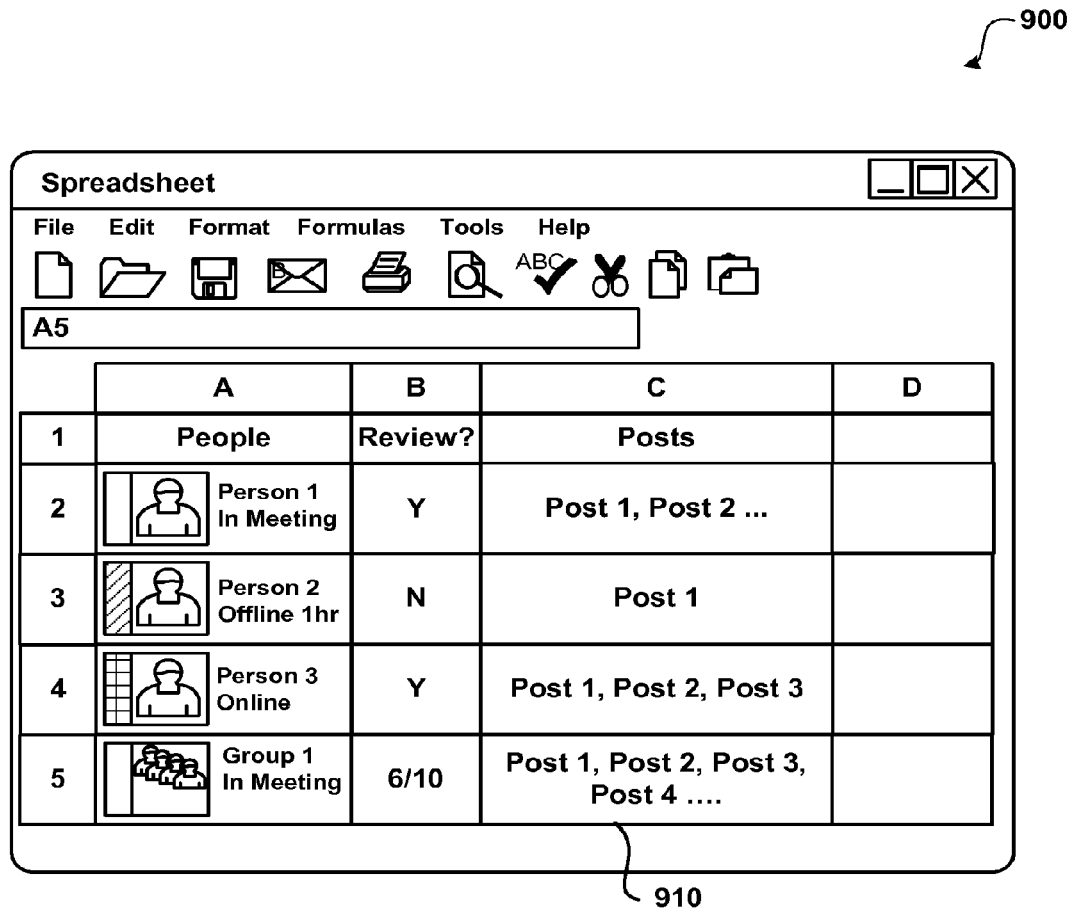 900
Spreadsheet
File Edit Format Formulas Tools Help
B
ABC
A5
A B C D
1 People Review? Posts
2 Person 1 In Meeting Y Post 1, Post 2 ...
3 Person 2 Offline 1hr N Post 1
4 Person 3 Online Y Post 1, Post 2, Post 3
5 Group 1 In Meeting 6/10 Post 1, Post 2, Post 3, Post 4 ....
910